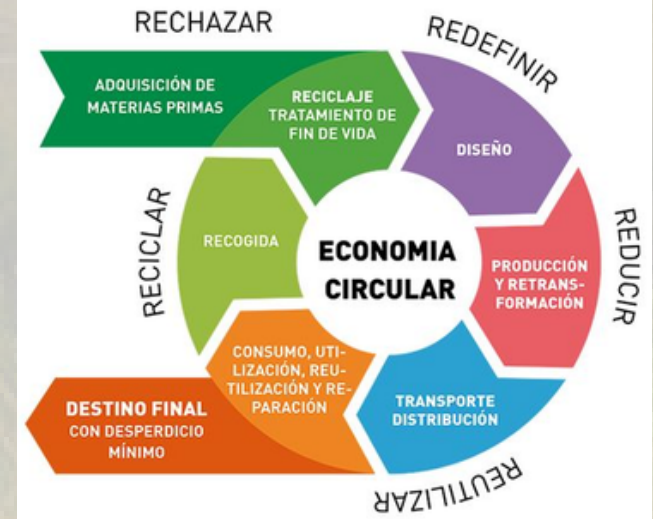 RECHAZAR
REDEFINIR
ADQUISICIÓN DE
MATERIAS PRIMAS
RECICLAJE
TRATAMIENTO DE
FIN DE VIDA
DISEÑO
REDUCIR
PRODUCCIÓN
Y RETRANS-
FORMACIÓN
ECONOMIA
CIRCULAR
RECICLAR
RECOGIDA
CONSUMO, UTI-
LIZACIÓN, REU-
TILIZACIÓN Y RE-
PARACIÓN
TRANSPORTE
DISTRIBUCIÓN
REUTILIZAR
DESTINO FINAL
CON DESPERDICIO
MÍNIMO